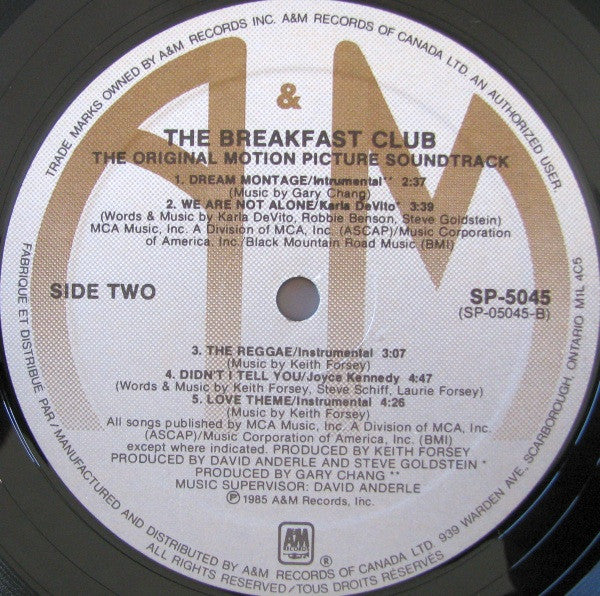 TRADE MARKS OWNED BY A&M RECORDS INC. A&M RECORDS OF CANADA LTD. AN AUTHORIZED USER.
A & M
THE BREAKFAST CLUB
THE ORIGINAL MOTION PICTURE SOUNDTRACK
1. DREAM MONTAGE/Instrumental** 2:37
(Music by Gary Chang)
2. WE ARE NOT ALONE/Karla DeVito* 3:39
(Words & Music by Karla DeVito, Robbie Benson, Steve Goldstein)
MCA Music, Inc. A Division of MCA, Inc. (ASCAP)/Music Corporation
of America, Inc./Black Mountain Road Music (BMI)
SIDE TWO
SP-5045
(SP-05045-B)
3. THE REGGAE/Instrumental 3:07
(Music by Keith Forsey)
4. DIDN'T I TELL YOU/Joyce Kennedy 4:47
(Words & Music by Keith Forsey, Steve Schiff, Laurie Forsey)
5. LOVE THEME/Instrumental 4:26
(Music by Keith Forsey)
All songs published by MCA Music, Inc. A Division of MCA, Inc.
(ASCAP)/Music Corporation of America, Inc. (BMI)
except where indicated. PRODUCED BY KEITH FORSEY
PRODUCED BY DAVID ANDERLE AND STEVE GOLDSTEIN *
PRODUCED BY GARY CHANG **
MUSIC SUPERVISOR: DAVID ANDERLE
Ⓟ1985 A&M Records, Inc.
A&M
RECORDS
®
FABRIQUÉ ET DISTRIBUÉ PAR/MANUFACTURED AND DISTRIBUTED BY A&M RECORDS OF CANADA LTD. 939 WARDEN AVE. SCARBOROUGH ONTARIO M1L 4C5
ALL RIGHTS RESERVED/TOUS DROITS RÉSERVÉS